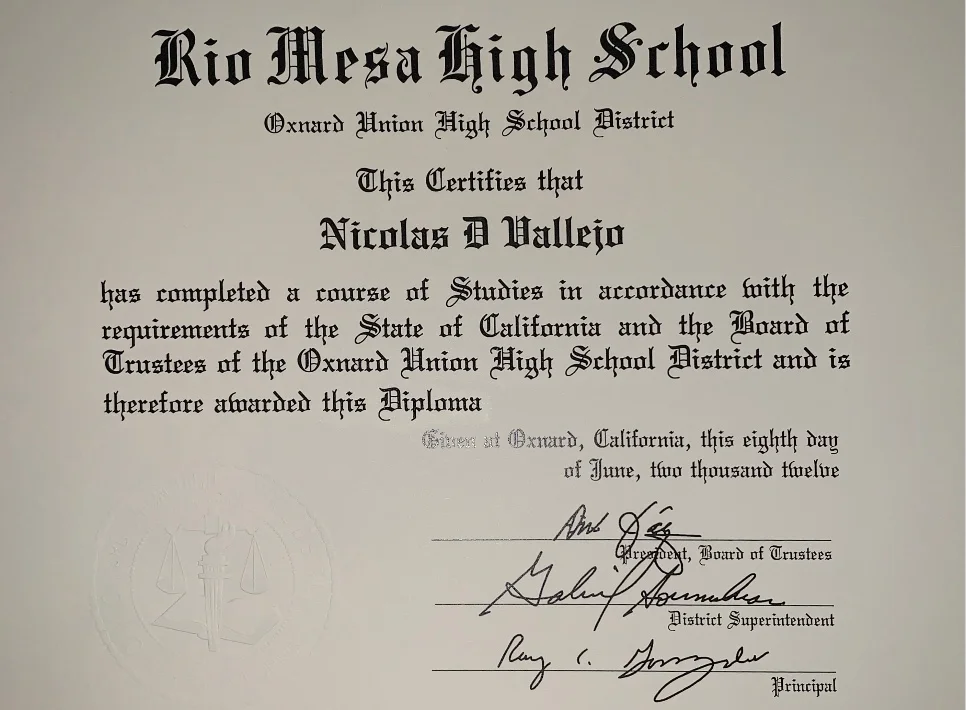 Rio Mesa High School
Oxnard Union High School District
This Certifies that
Nicolas D Vallejo
has completed a course of Studies in accordance with the
requirements of the State of California and the Board of
Trustees of the Oxnard Union High School District and is
therefore awarded this Diploma
Given at Oxnard, California, this eighth day
of June, two thousand twelve
President, Board of Trustees
District Superintendent
Principal